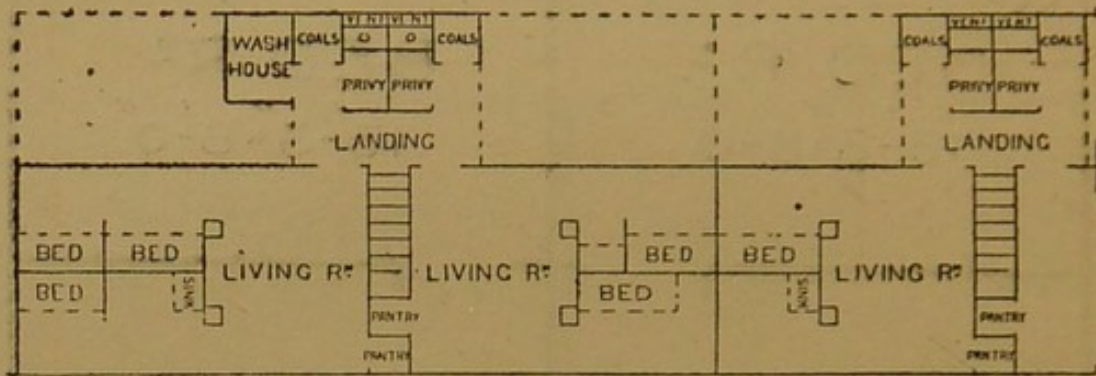 VENT VENT
VENT VENT
WASH HOUSE
COALS
COALS
COALS
COALS
PRIVY PRIVY
PRIVY PRIVY
LANDING
LANDING
BED
BED
BED
BED
LIVING Rm
LIVING Rm
LIVING Rm
BED
SINK
BED
SINK
PANTRY
PANTRY
PANTRY
PANTRY